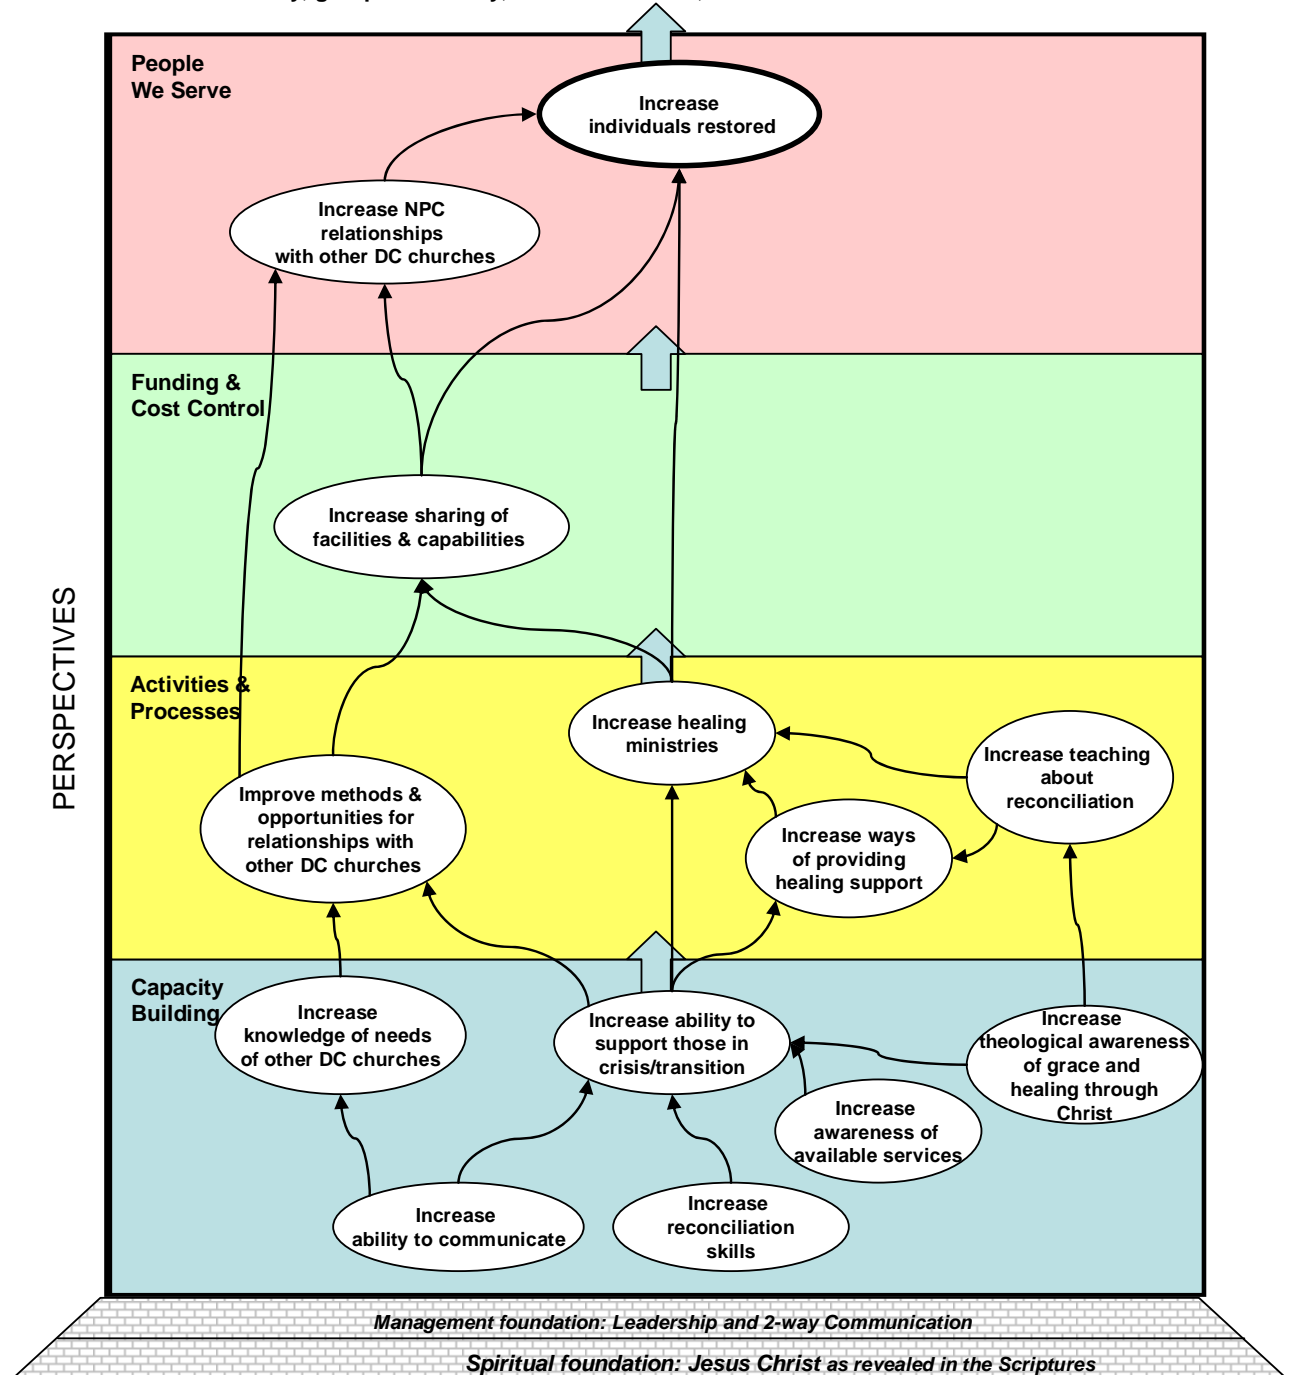 People
We Serve
Increase
individuals restored
Increase NPC
relationships
with other DC churches
Funding &
Cost Control
Increase sharing of
facilities & capabilities
PERSPECTIVES
Activities &
Processes
Increase healing
ministries
Increase teaching
about
reconciliation
Improve methods &
opportunities for
relationships with
other DC churches
Increase ways
of providing
healing support
Capacity
Building
Increase
knowledge of needs
of other DC churches
Increase ability to
support those in
crisis/transition
Increase
theological awareness
of grace and
healing through
Christ
Increase
awareness of
available services
Increase
ability to communicate
Increase
reconciliation
skills
Management foundation: Leadership and 2-way Communication
Spiritual foundation: Jesus Christ as revealed in the Scriptures